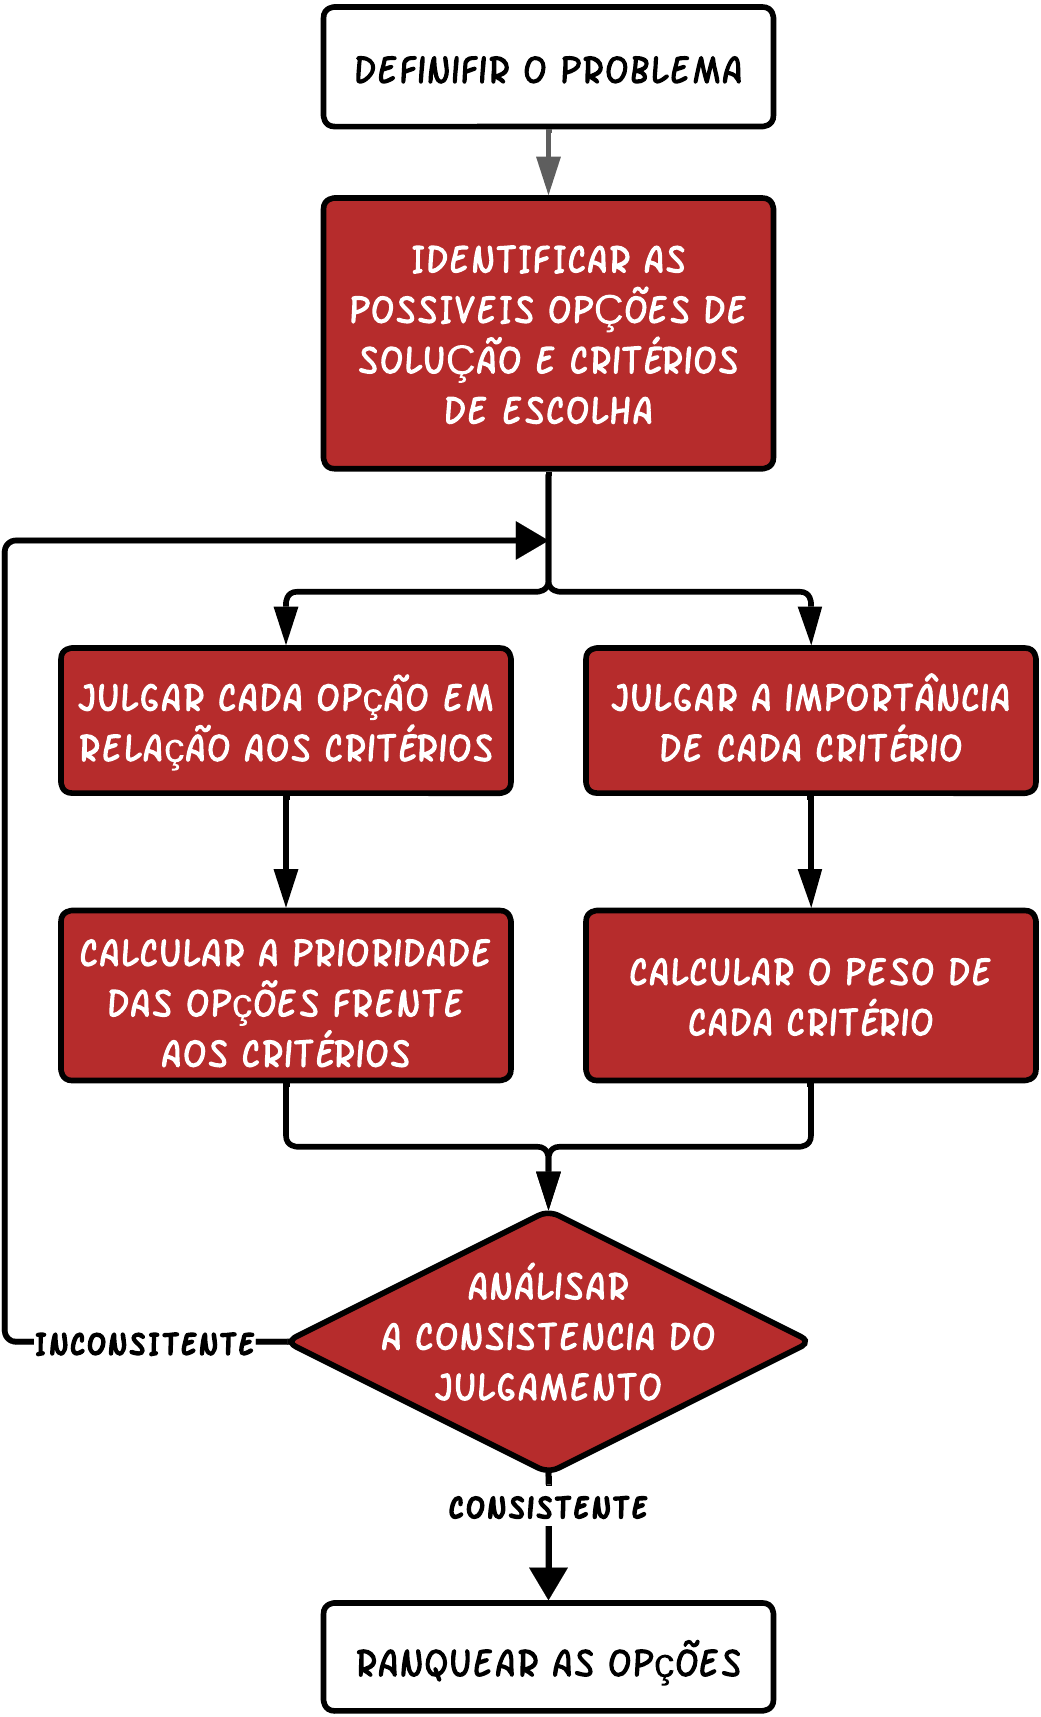 DEFINIFIR O PROBLEMA
IDENTIFICAR AS
POSSIVEIS OPÇÕES DE
SOLUÇÃO E CRITÉRIOS
DE ESCOLHA
JULGAR CADA OPÇÃO EM
RELAÇÃO AOS CRITÉRIOS
JULGAR A IMPORTÂNCIA
DE CADA CRITÉRIO
CALCULAR A PRIORIDADE
DAS OPÇÕES FRENTE
AOS CRITÉRIOS
CALCULAR O PESO DE
CADA CRITÉRIO
ANÁLISAR
A CONSISTENCIA DO
JULGAMENTO
INCONSITENTE
CONSISTENTE
RANQUEAR AS OPÇÕES